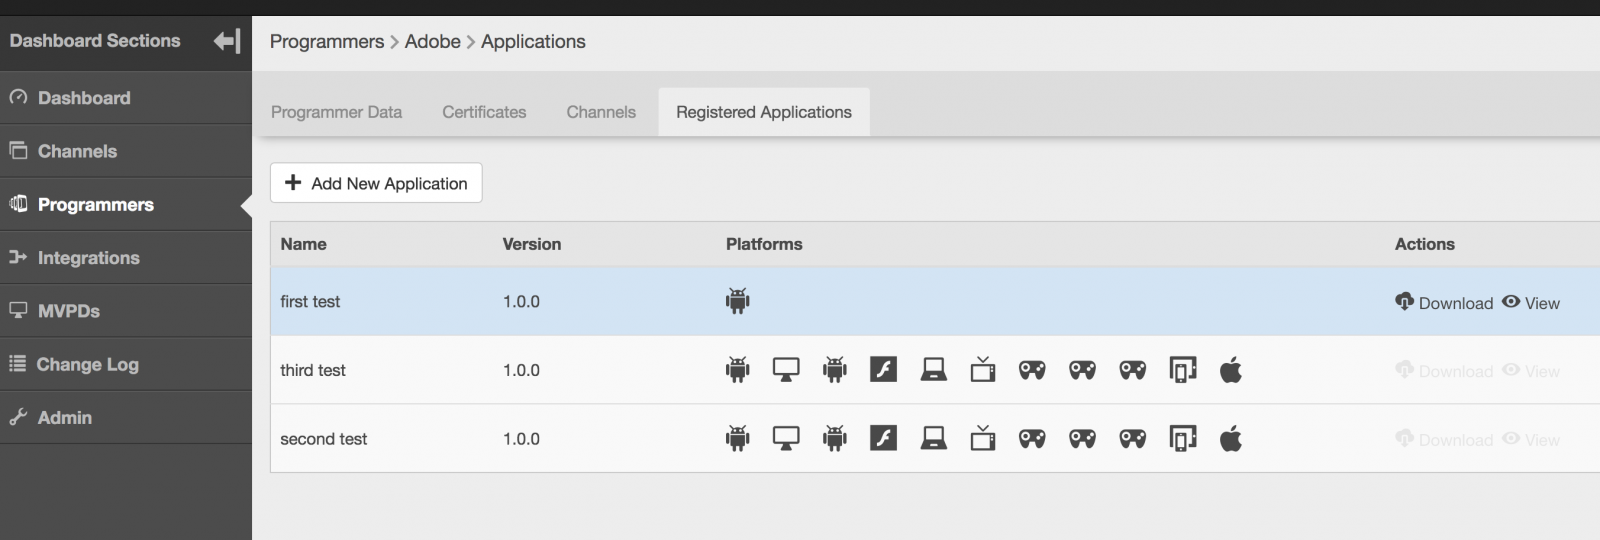 Dashboard Sections
Programmers > Adobe > Applications
Dashboard
Channels
Programmers
Integrations
MVPDs
Change Log
Admin
Programmer Data Certificates Channels Registered Applications
+ Add New Application
Name Version Platforms Actions
first test 1.0.0 Download View
third test 1.0.0 Download View
second test 1.0.0 Download View